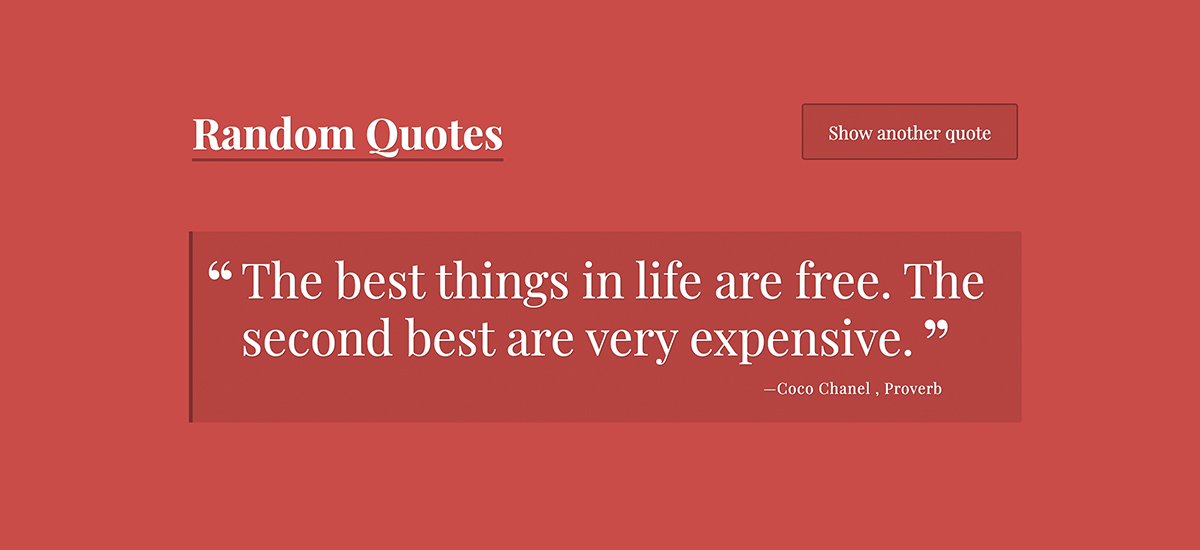 Random Quotes
Show another quote
“ The best things in life are free. The
second best are very expensive. ”
—Coco Chanel , Proverb